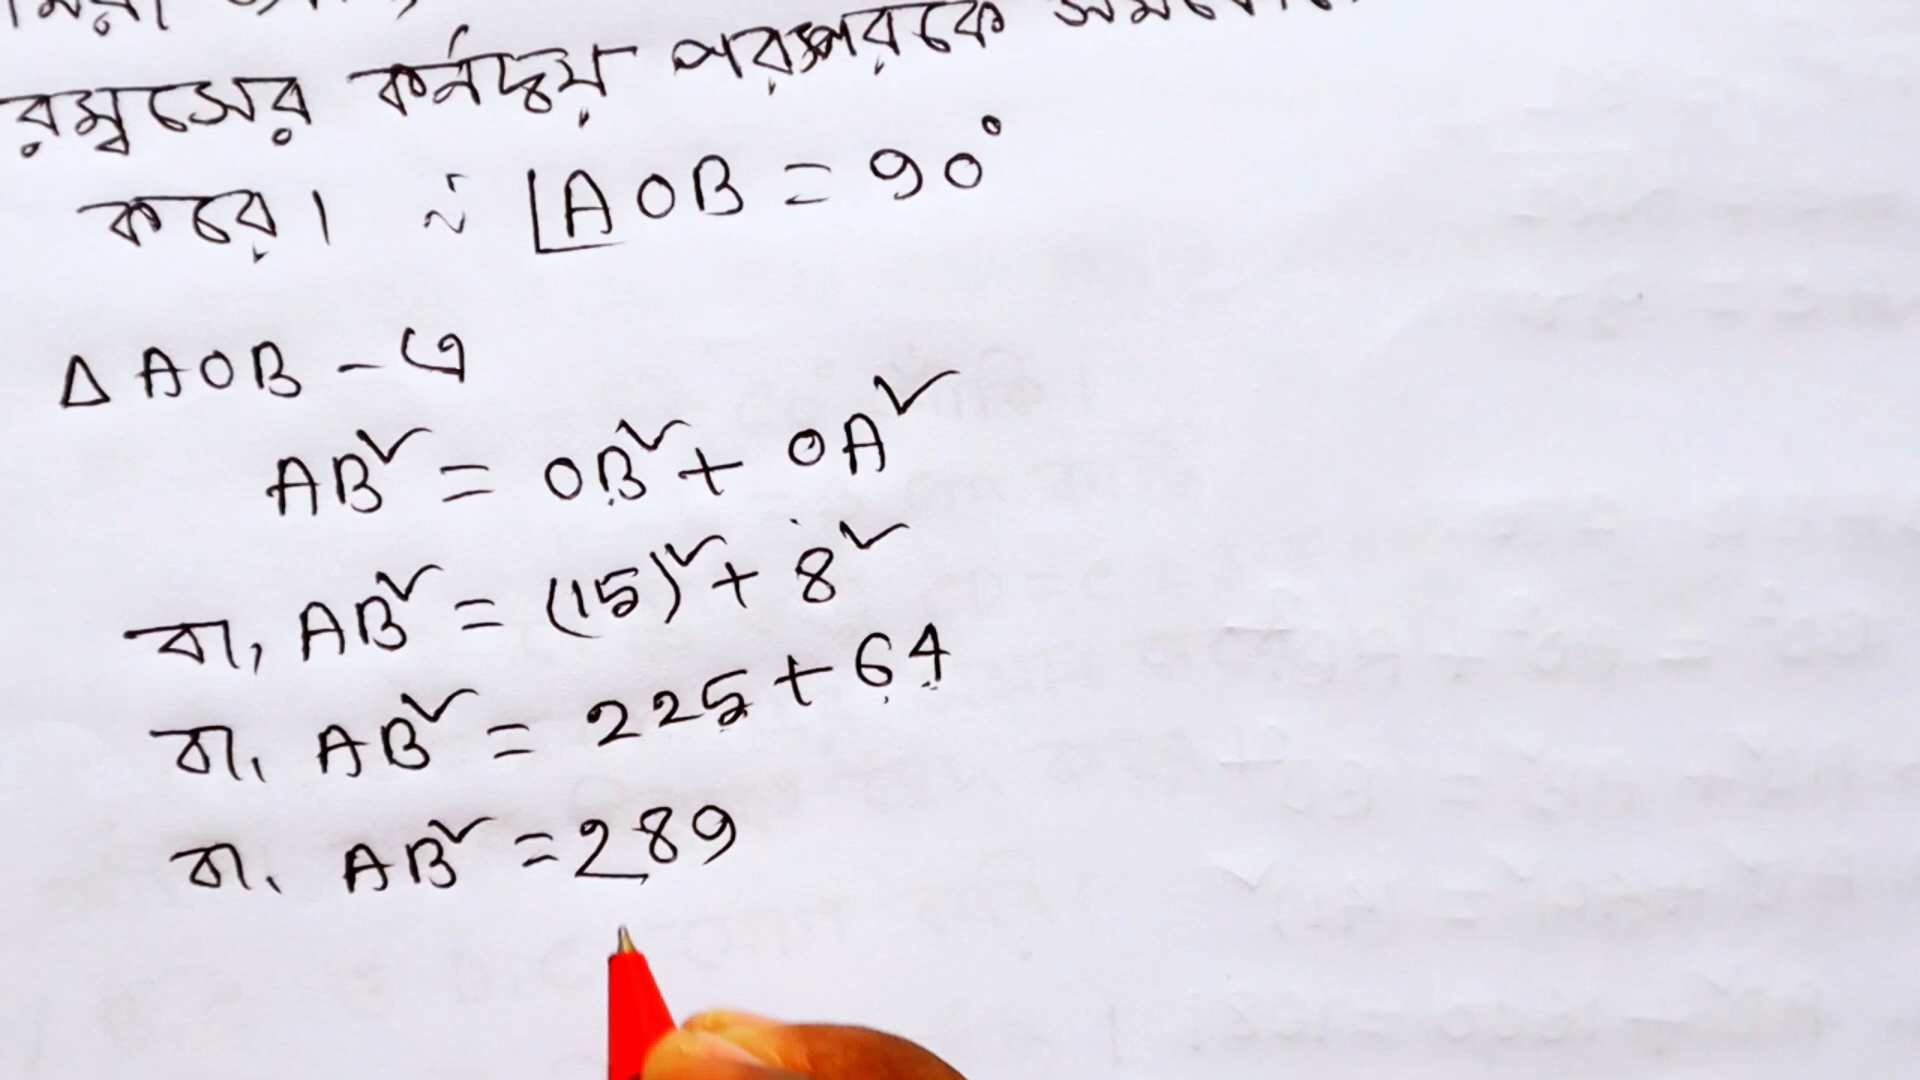 রম্বসের কর্নদ্বয় পরস্পরকে
করে। ∴ ∠AOB = 90°
Δ AOB - এ
AB² = OB² + OA²
বা, AB² = (15)² + 8²
বা, AB² = 225 + 64
বা, AB² = 289